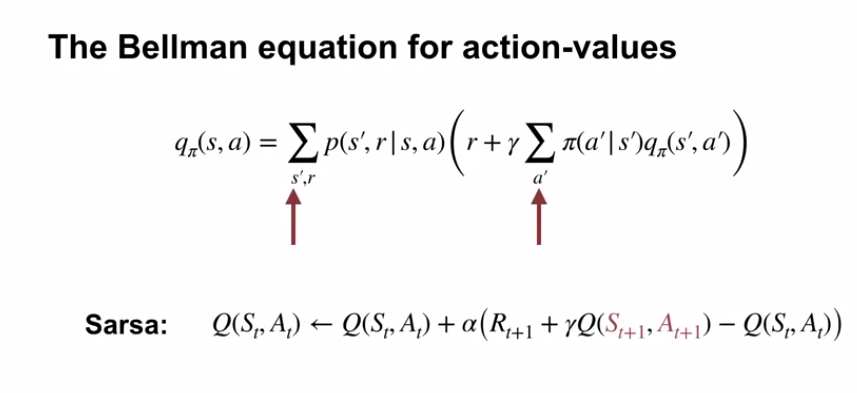 The Bellman equation for action-values
qπ(s, a) = ∑s′,r p(s′, r | s, a) (r + γ ∑a′ π(a′ | s′)qπ(s′, a′))
Sarsa: Q(St, At) ← Q(St, At) + α(Rt+1 + γQ(St+1, At+1) − Q(St, At))